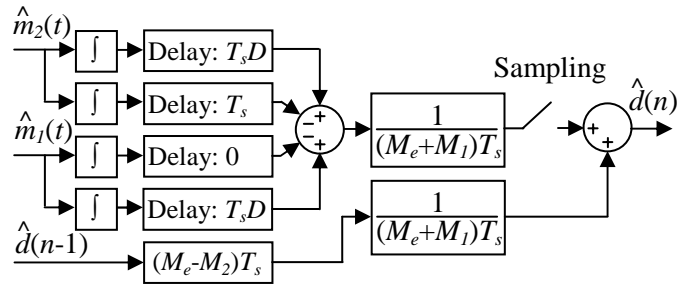 m̂₂(t)
∫ Delay: TₛD
∫ Delay: Tₛ
m̂₁(t)
∫ Delay: 0
∫ Delay: TₛD
+ − − +
1/((Mₑ+M₁)Tₛ)
Sampling
+ +
d̂(n)
d̂(n-1)
(Mₑ-M₂)Tₛ
1/((Mₑ+M₁)Tₛ)